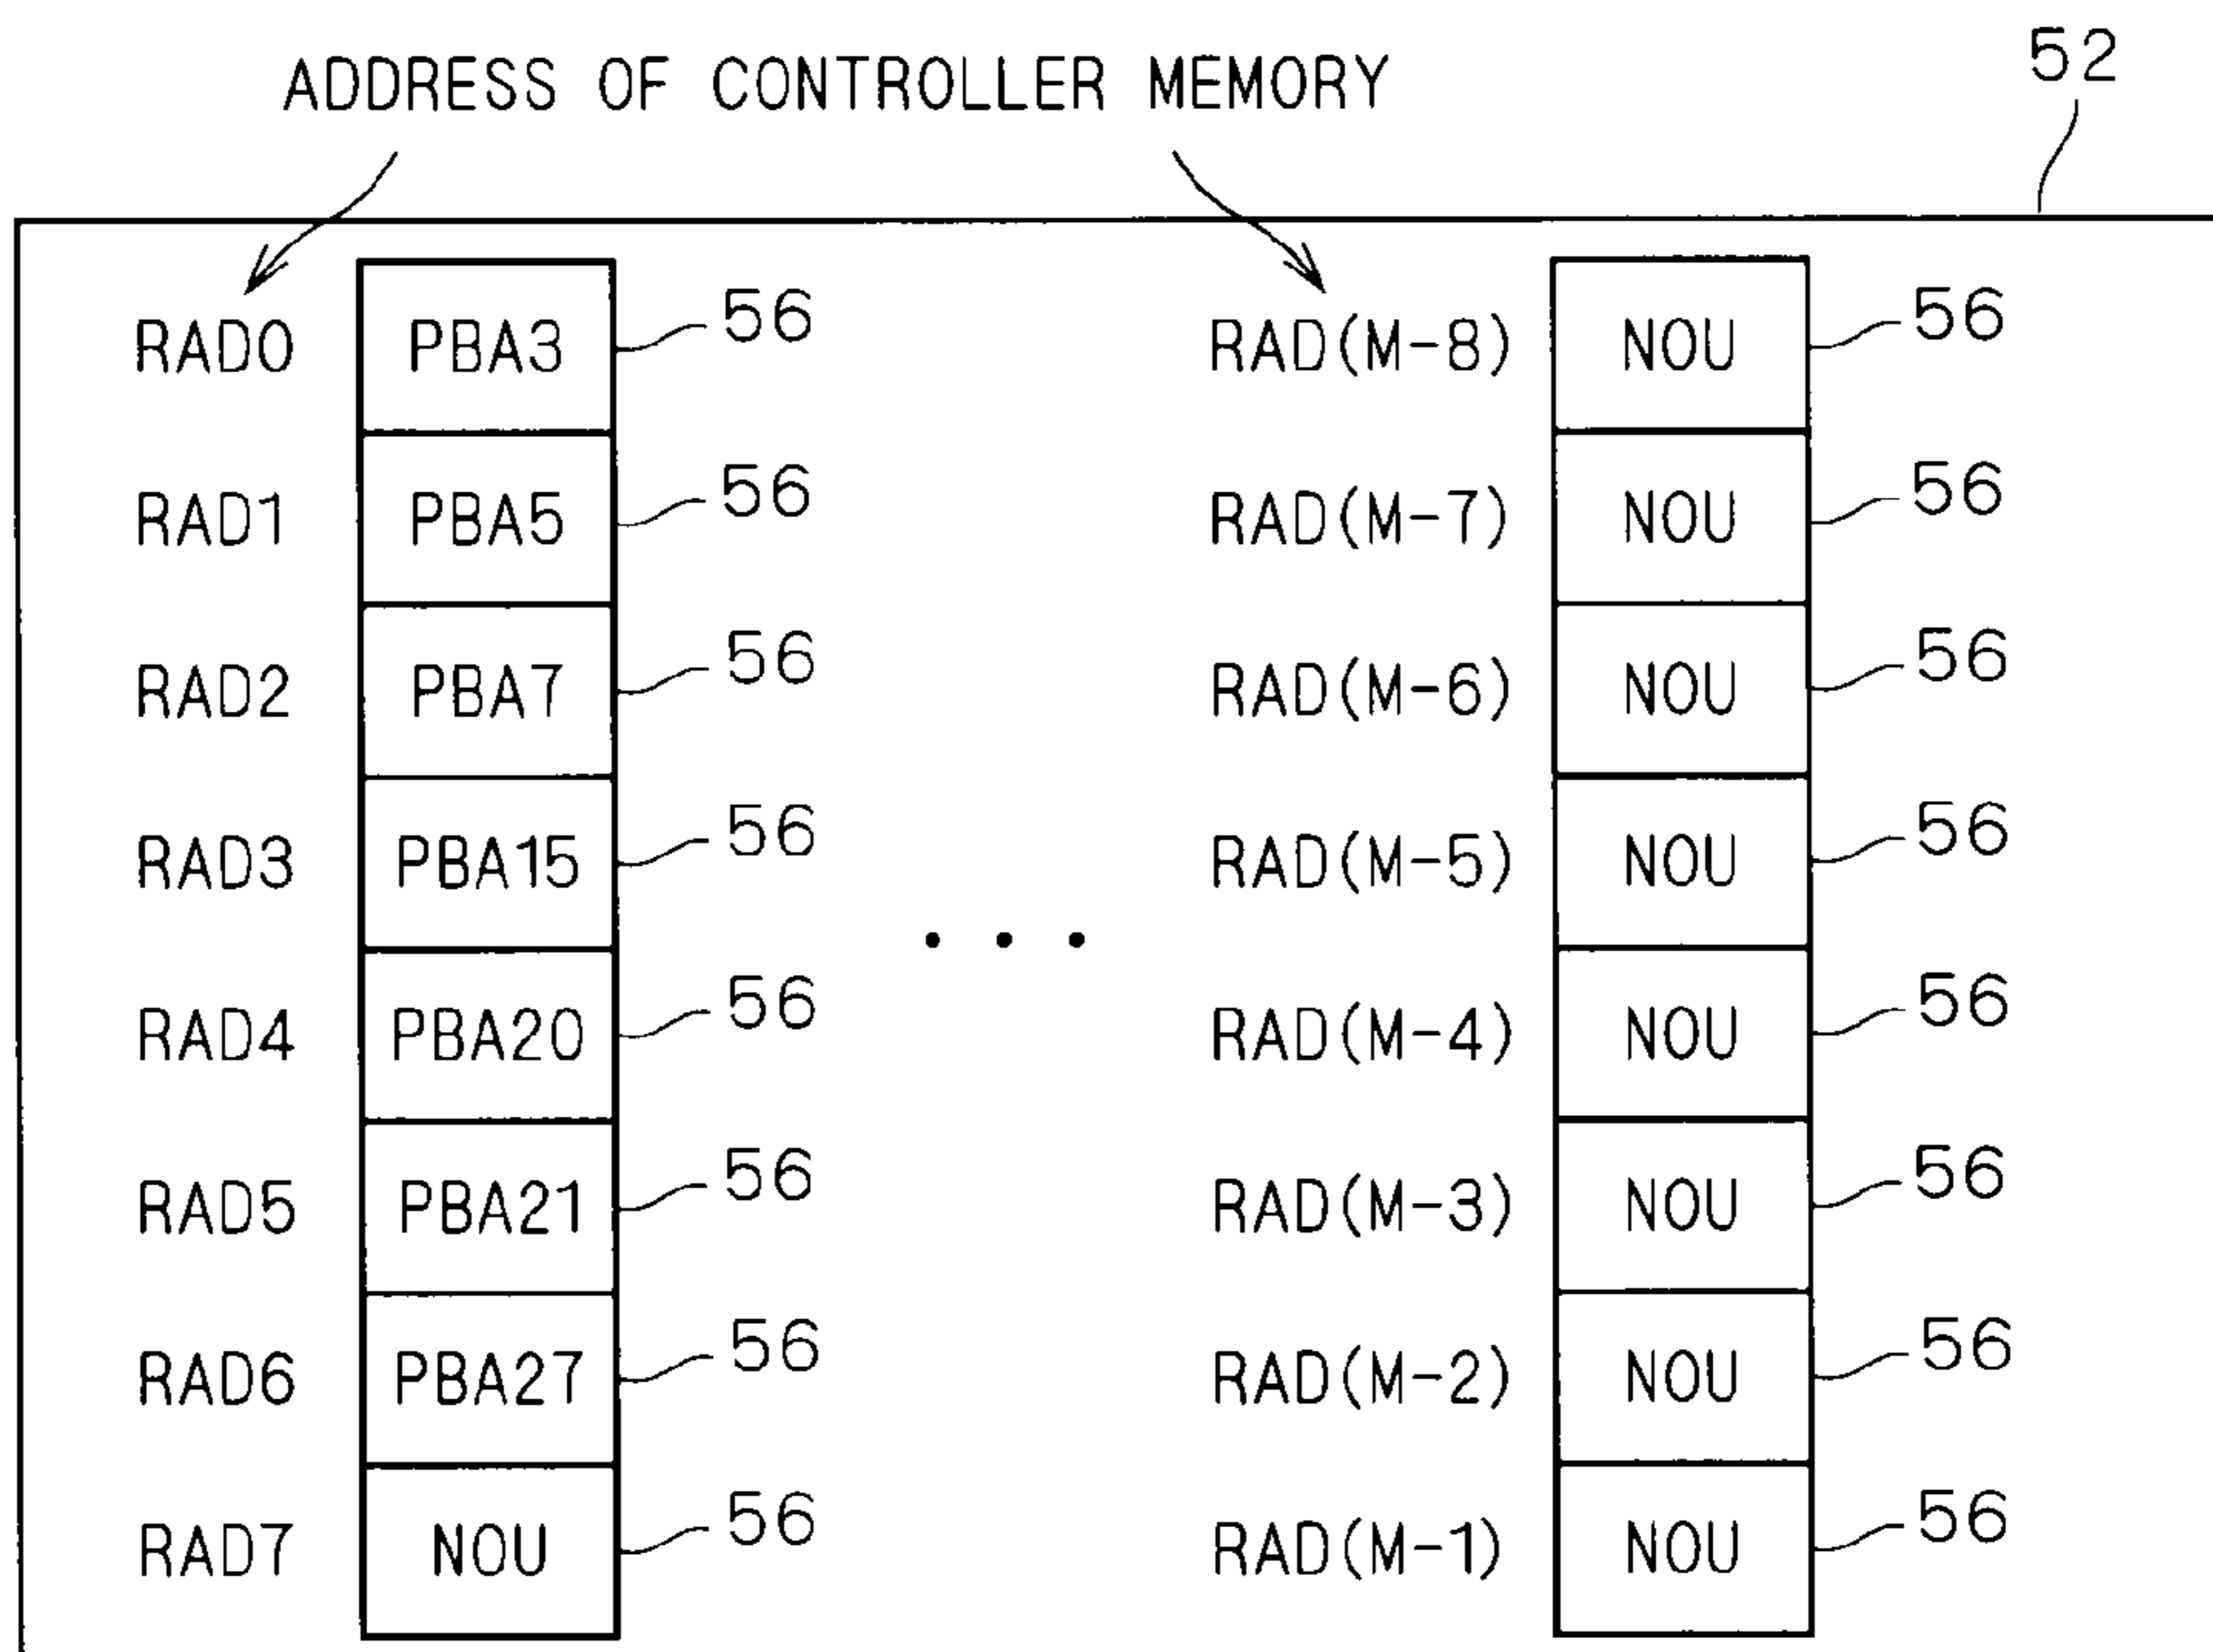 52
ADDRESS OF CONTROLLER MEMORY
RAD0 PBA3 56 RAD(M-8) NOU 56
RAD1 PBA5 56 RAD(M-7) NOU 56
RAD2 PBA7 56 RAD(M-6) NOU 56
RAD3 PBA15 56 RAD(M-5) NOU 56
RAD4 PBA20 56 RAD(M-4) NOU 56
RAD5 PBA21 56 RAD(M-3) NOU 56
RAD6 PBA27 56 RAD(M-2) NOU 56
RAD7 NOU 56 RAD(M-1) NOU 56